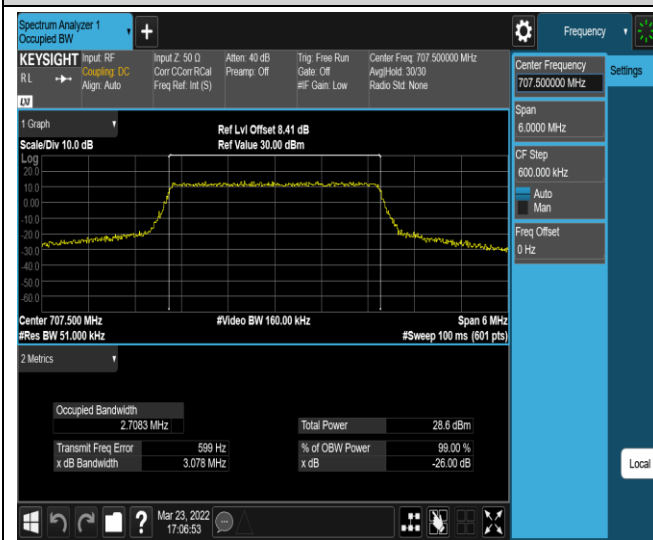 Spectrum Analyzer 1
Occupied BW
Frequency
KEYSIGHT
RL
LXI
Input: RF
Coupling: DC
Align: Auto
Input Z: 50 Ω
Corr CCorr RCal
Freq Ref: Int (S)
Atten: 40 dB
Preamp: Off
Trig: Free Run
Gate: Off
#IF Gain: Low
Center Freq: 707.500000 MHz
Avg|Hold: 30/30
Radio Std: None
Center Frequency
707.500000 MHz
Settings
Span
6.0000 MHz
CF Step
600.000 kHz
Auto
Man
Freq Offset
0 Hz
Local
1 Graph
Scale/Div 10.0 dB
Ref Lvl Offset 8.41 dB
Ref Value 30.00 dBm
Log
20.0
10.0
0.00
-10.0
-20.0
-30.0
-40.0
-50.0
-60.0
Center 707.500 MHz
#Video BW 160.00 kHz
Span 6 MHz
#Res BW 51.000 kHz
#Sweep 100 ms (601 pts)
2 Metrics
Occupied Bandwidth
2.7083 MHz
Total Power 28.6 dBm
Transmit Freq Error 599 Hz
% of OBW Power 99.00 %
x dB Bandwidth 3.078 MHz
x dB -26.00 dB
?
Mar 23, 2022
17:06:53